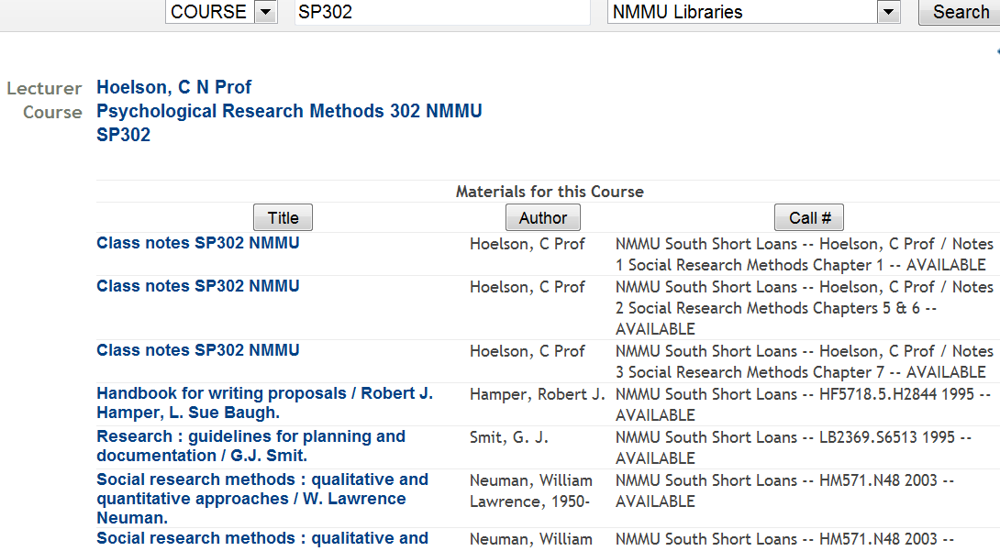 COURSE SP302 NMMU Libraries Search
Lecturer Hoelson, C N Prof
Course Psychological Research Methods 302 NMMU
SP302
Materials for this Course
Title Author Call #
Class notes SP302 NMMU Hoelson, C Prof NMMU South Short Loans -- Hoelson, C Prof / Notes
1 Social Research Methods Chapter 1 -- AVAILABLE
Class notes SP302 NMMU Hoelson, C Prof NMMU South Short Loans -- Hoelson, C Prof / Notes
2 Social Research Methods Chapters 5 & 6 --
AVAILABLE
Class notes SP302 NMMU Hoelson, C Prof NMMU South Short Loans -- Hoelson, C Prof / Notes
3 Social Research Methods Chapter 7 -- AVAILABLE
Handbook for writing proposals / Robert J. Hamper, Robert J. NMMU South Short Loans -- HF5718.5.H2844 1995 --
Hamper, L. Sue Baugh. AVAILABLE
Research : guidelines for planning and Smit, G. J. NMMU South Short Loans -- LB2369.S6513 1995 --
documentation / G.J. Smit. AVAILABLE
Social research methods : qualitative and Neuman, William NMMU South Short Loans -- HM571.N48 2003 --
quantitative approaches / W. Lawrence Lawrence, 1950- AVAILABLE
Neuman.
Social research methods : qualitative and Neuman, William NMMU South Short Loans -- HM571.N48 2003 --